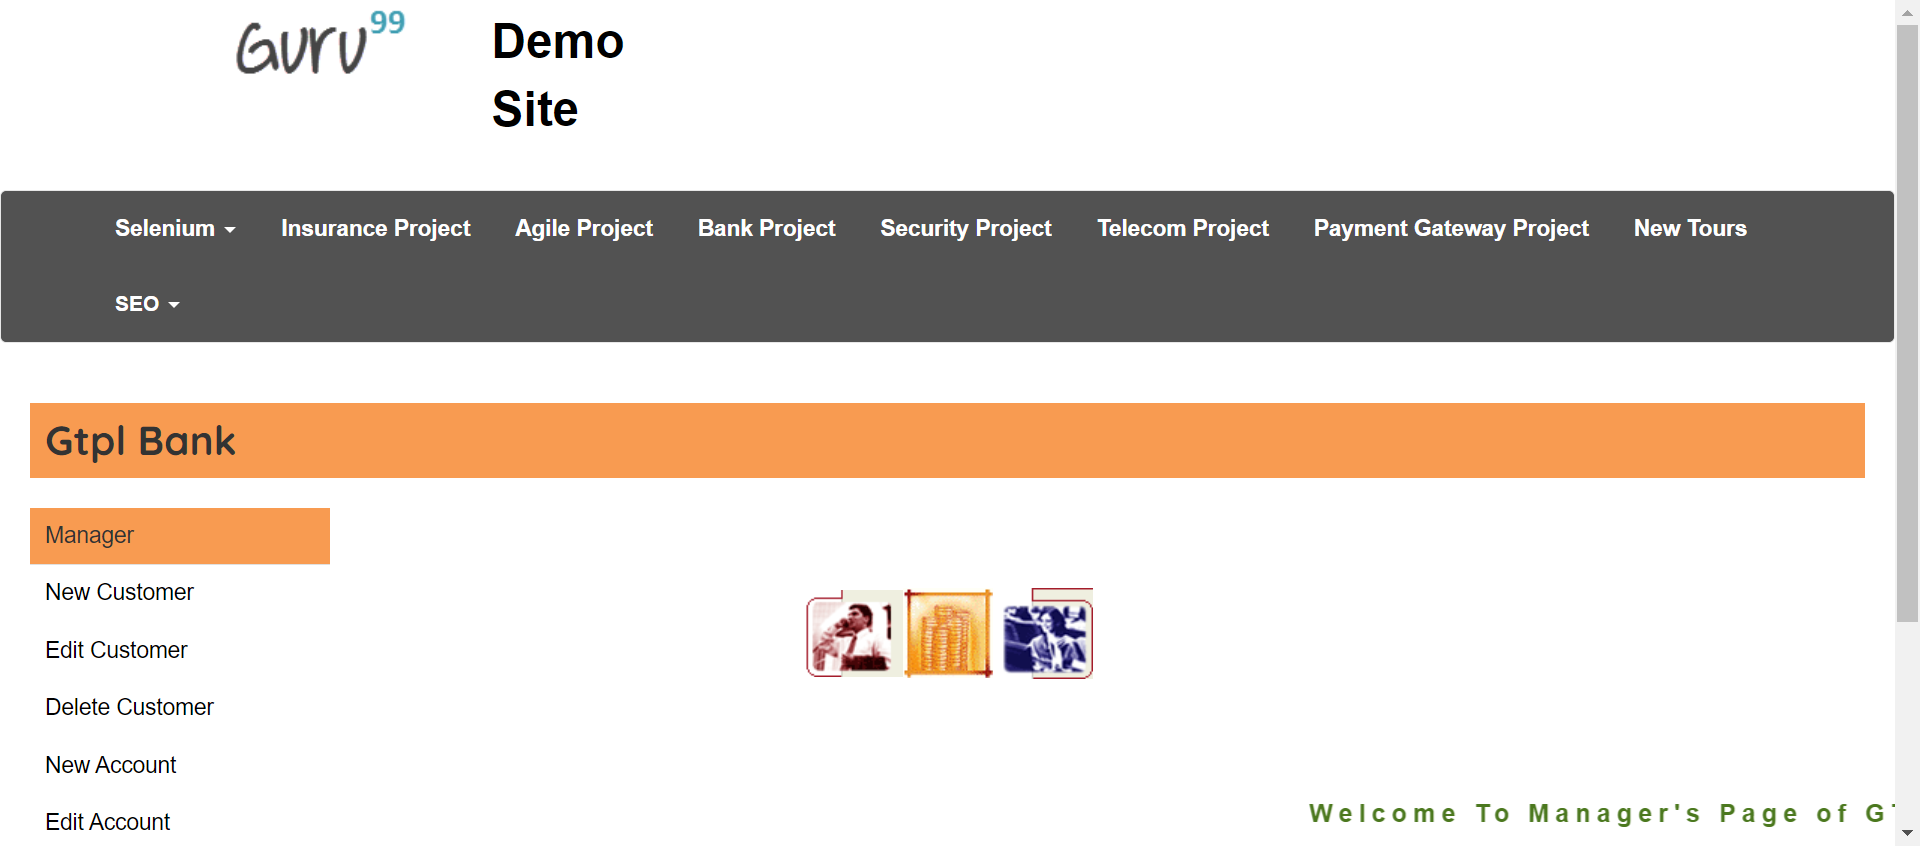 Guru99
Demo
Site
Selenium Insurance Project Agile Project Bank Project Security Project Telecom Project Payment Gateway Project New Tours
SEO
Gtpl Bank
Manager
New Customer
Edit Customer
Delete Customer
New Account
Edit Account
Welcome To Manager's Page of G